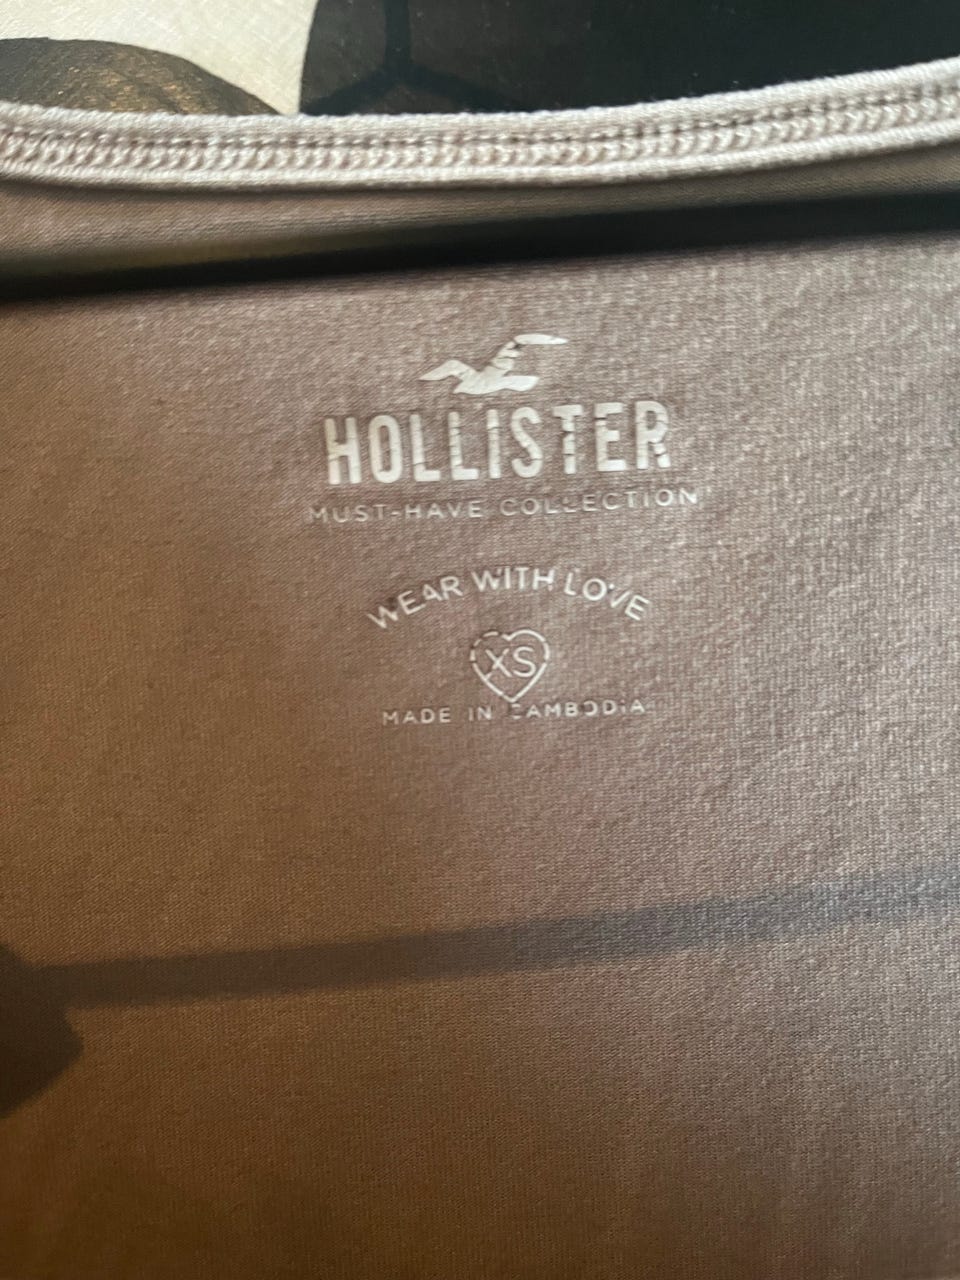 HOLLISTER
MUST-HAVE COLLECTION
WEAR WITH LOVE
XS
MADE IN CAMBODIA